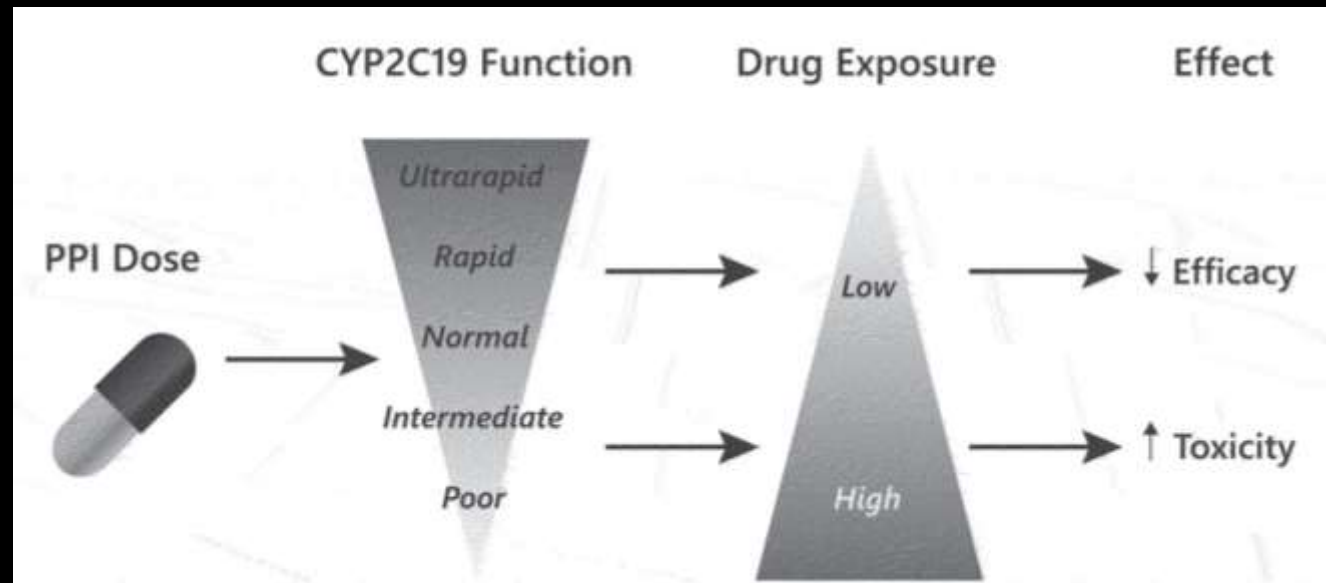 CYP2C19 Function
Drug Exposure
Effect
PPI Dose
Ultrarapid
Rapid
Normal
Intermediate
Poor
Low
High
↓ Efficacy
↑ Toxicity